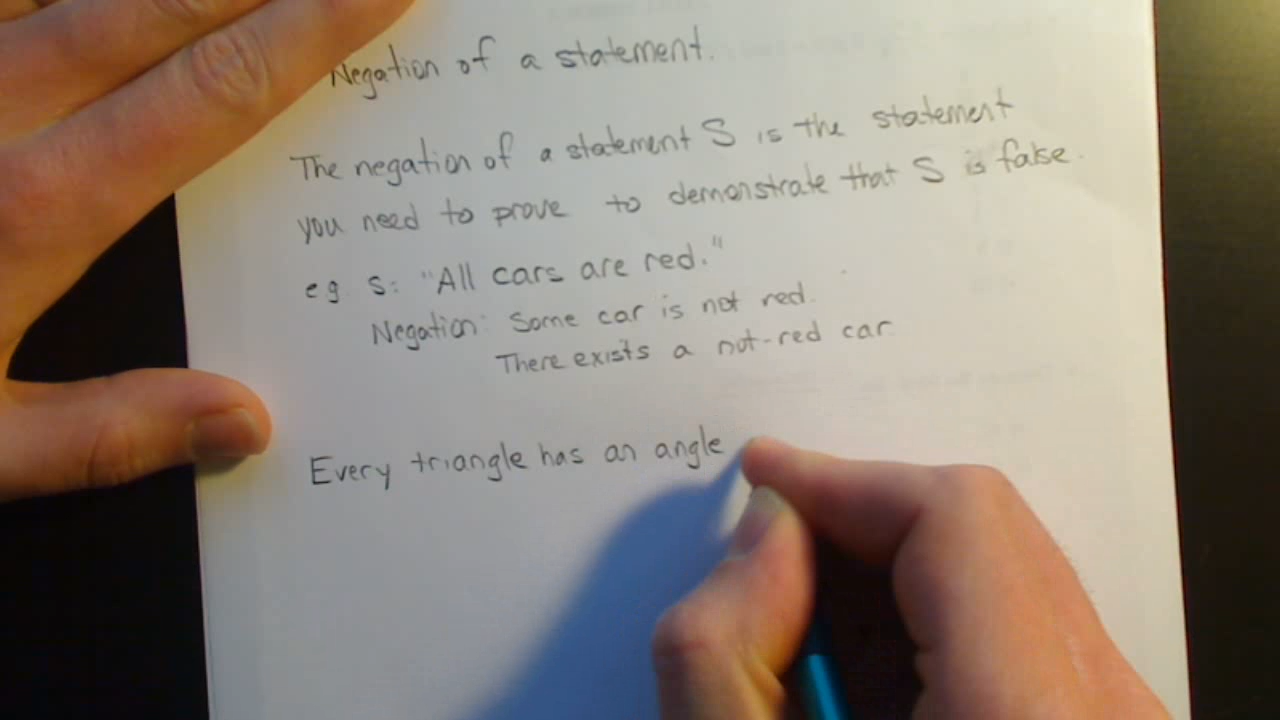 Negation of a statement.
The negation of a statement S is the statement
you need to prove to demonstrate that S is false.
eg S: "All cars are red."
Negation: Some car is not red.
There exists a not-red car.
Every triangle has an angle